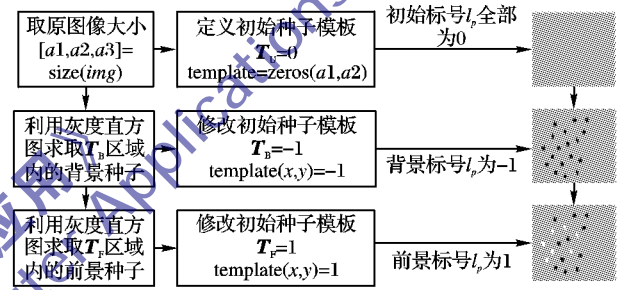 取原图像大小
[a1,a2,a3]=
size(img)
定义初始种子模板
T_U=0
template=zeros(a1,a2)
初始标号l_p全部
为0
利用灰度直方
图求取T_B区域
内的背景种子
修改初始种子模板
T_B=-1
template(x,y)=-1
背景标号l_p为-1
利用灰度直方
图求取T_F区域
内的前景种子
修改初始种子模板
T_F=1
template(x,y)=1
前景标号l_p为1
应用》
ter Applications